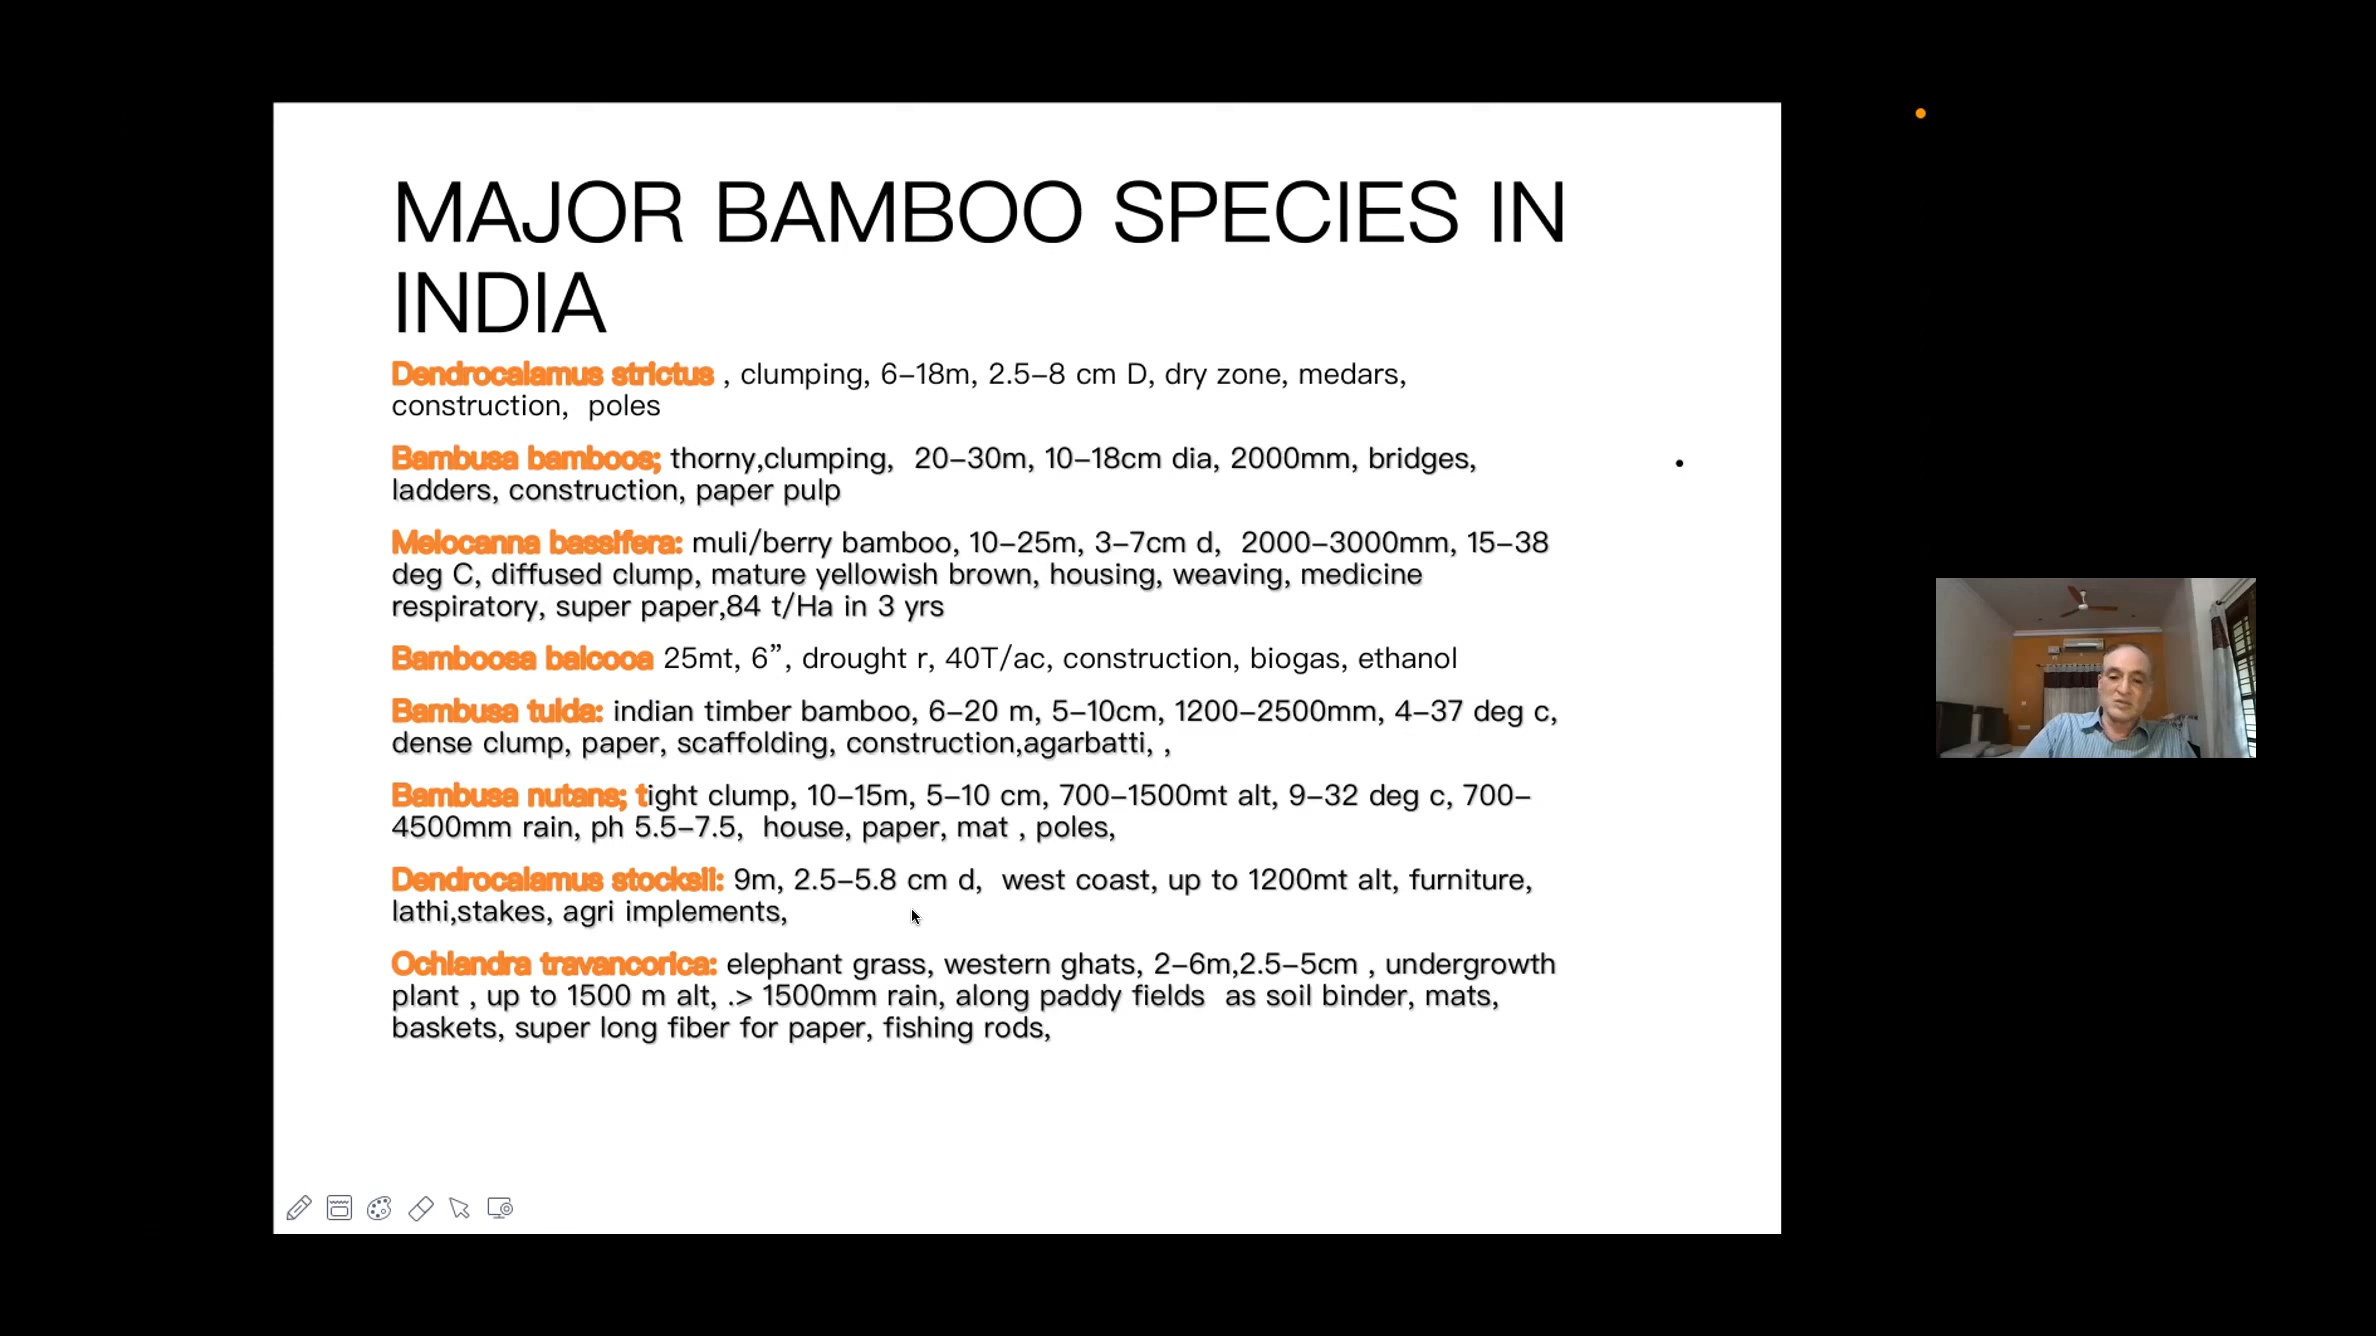 MAJOR BAMBOO SPECIES IN
INDIA
Dendrocalamus strictus , clumping, 6–18m, 2.5–8 cm D, dry zone, medars,
construction, poles
Bambusa bamboos; thorny,clumping, 20–30m, 10–18cm dia, 2000mm, bridges,
ladders, construction, paper pulp
Melocanna bassifera: muli/berry bamboo, 10–25m, 3–7cm d, 2000–3000mm, 15–38
deg C, diffused clump, mature yellowish brown, housing, weaving, medicine
respiratory, super paper,84 t/Ha in 3 yrs
Bamboosa balcooa 25mt, 6”, drought r, 40T/ac, construction, biogas, ethanol
Bambusa tulda: indian timber bamboo, 6–20 m, 5–10cm, 1200–2500mm, 4–37 deg c,
dense clump, paper, scaffolding, construction,agarbatti, ,
Bambusa nutans; tight clump, 10–15m, 5–10 cm, 700–1500mt alt, 9–32 deg c, 700–
4500mm rain, ph 5.5–7.5, house, paper, mat , poles,
Dendrocalamus stocksii: 9m, 2.5–5.8 cm d, west coast, up to 1200mt alt, furniture,
lathi,stakes, agri implements,
Ochlandra travancorica: elephant grass, western ghats, 2–6m,2.5–5cm , undergrowth
plant , up to 1500 m alt, .> 1500mm rain, along paddy fields as soil binder, mats,
baskets, super long fiber for paper, fishing rods,